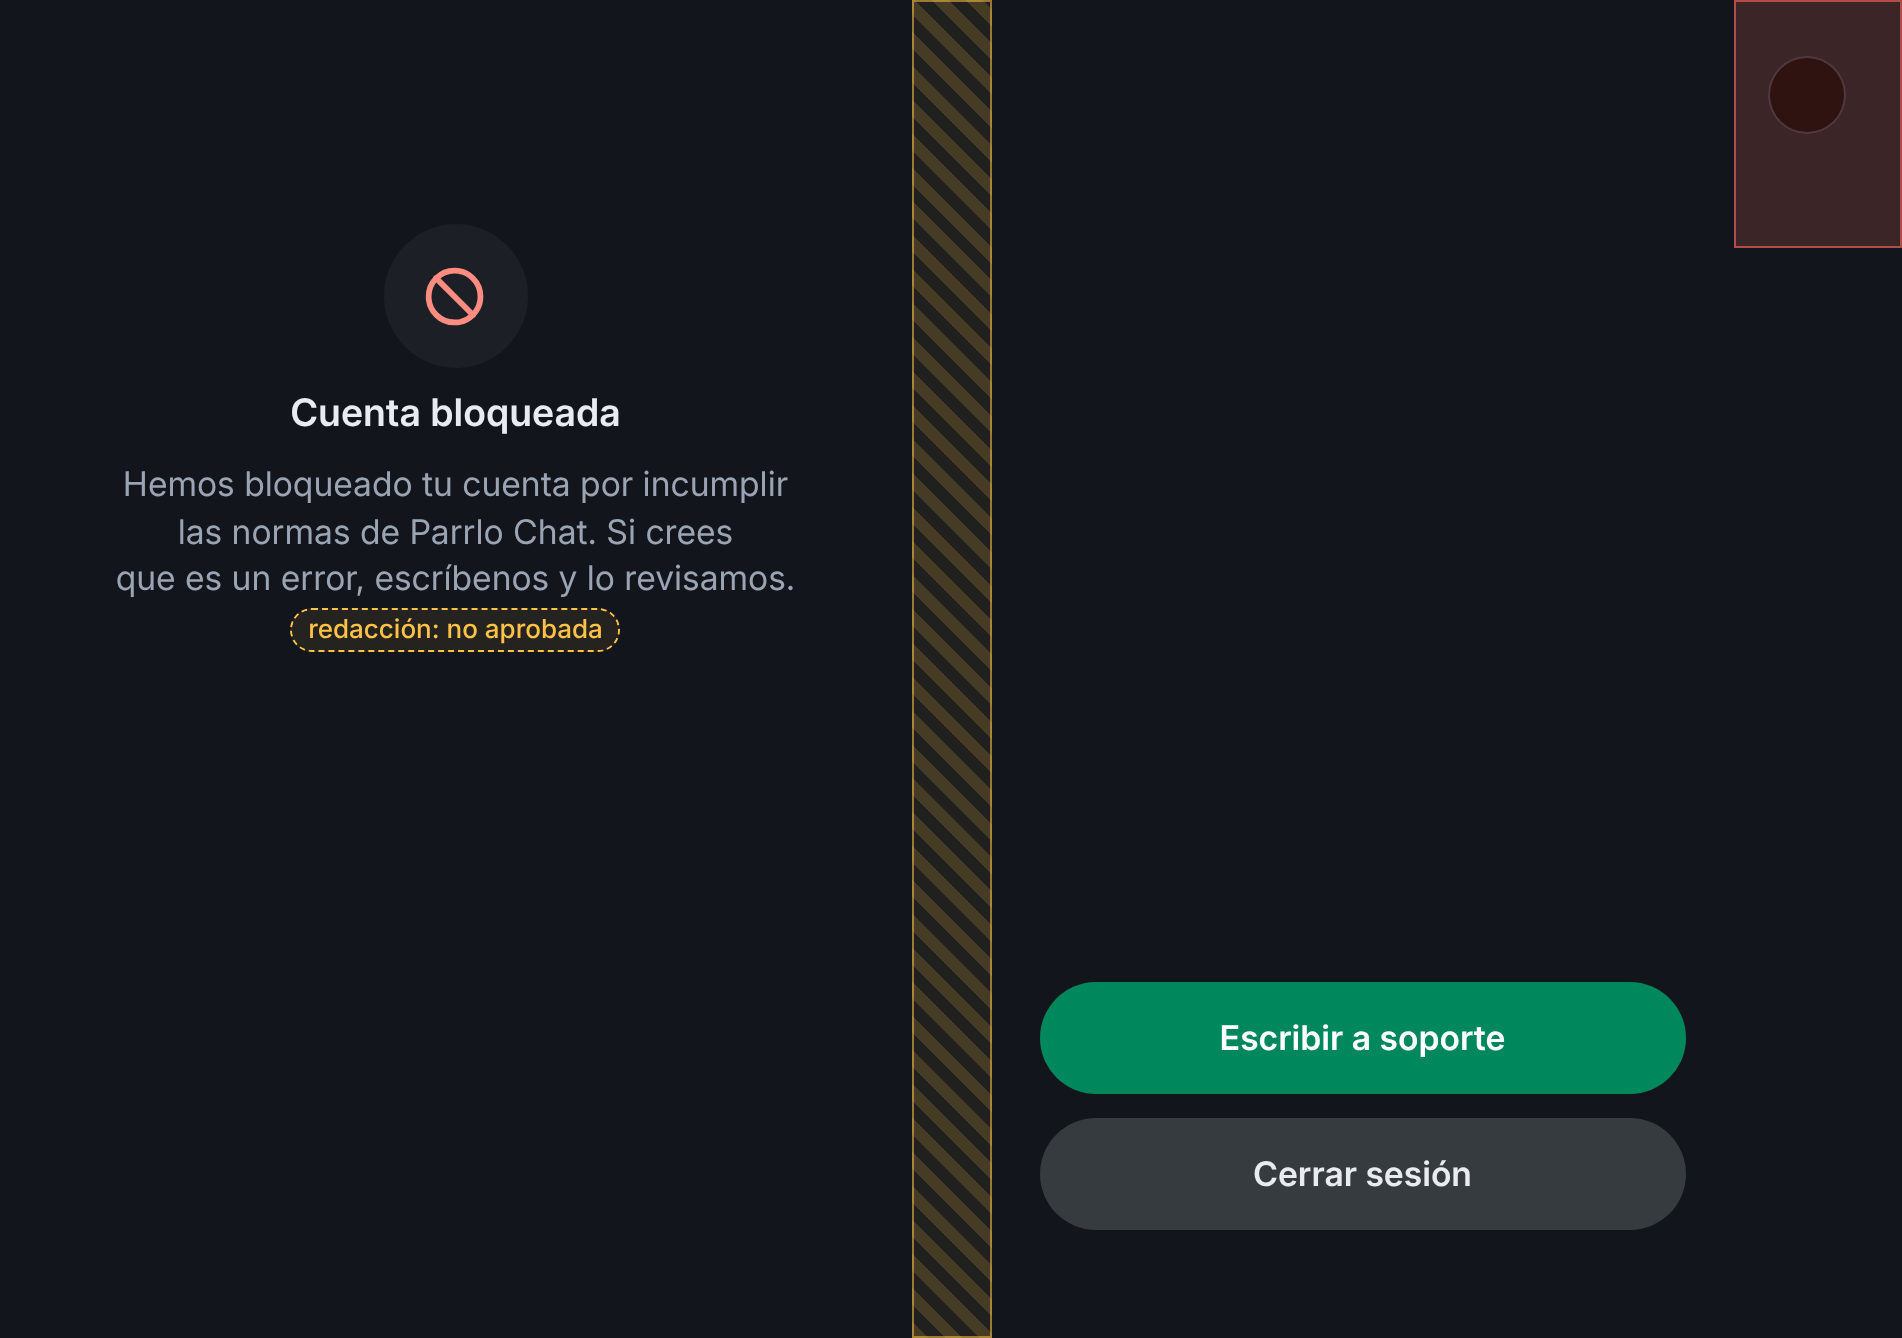 Cuenta bloqueada
Hemos bloqueado tu cuenta por incumplir
las normas de Parrlo Chat. Si crees
que es un error, escríbenos y lo revisamos.
redacción: no aprobada
Escribir a soporte
Cerrar sesión